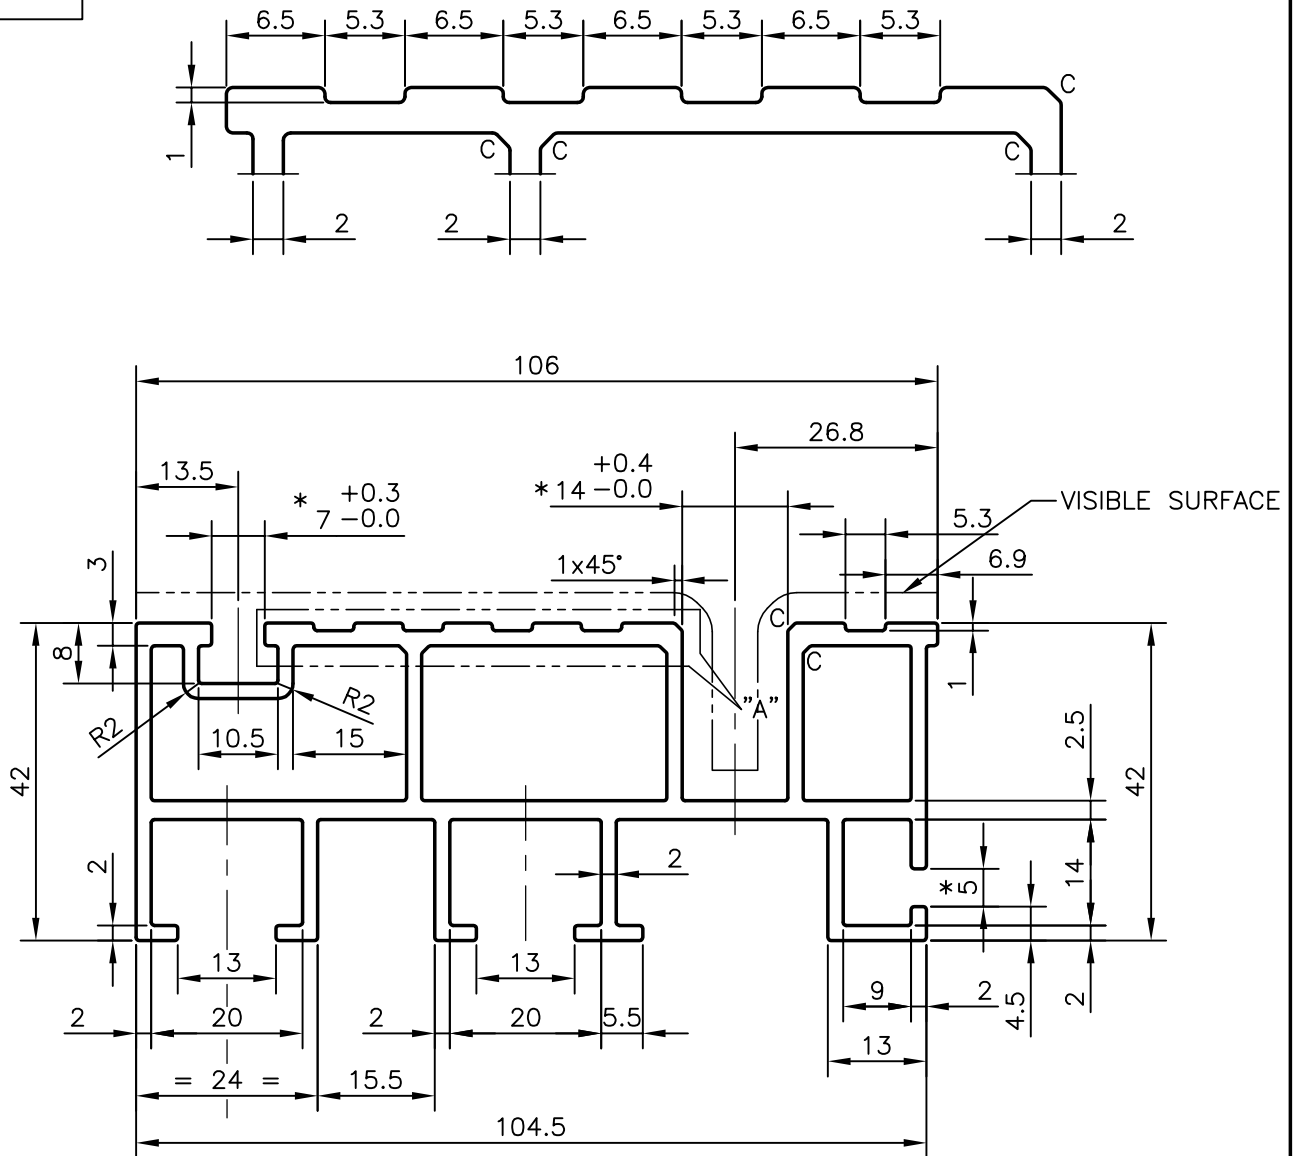 6.5 5.3 6.5 5.3 6.5 5.3 6.5 5.3
C
1
C C C
2 2 2
106
26.8
13.5
+0.4
* 14 -0.0
+0.3
* 7 -0.0
VISIBLE SURFACE
5.3
1x45°
6.9
3
C
8
C
1
"A"
R2
R2
10.5 15
2.5
42
42
2
2
*5
14
13 13
9 2
4.5
2
2 20 2 20 5.5
13
= 24 = 15.5
104.5